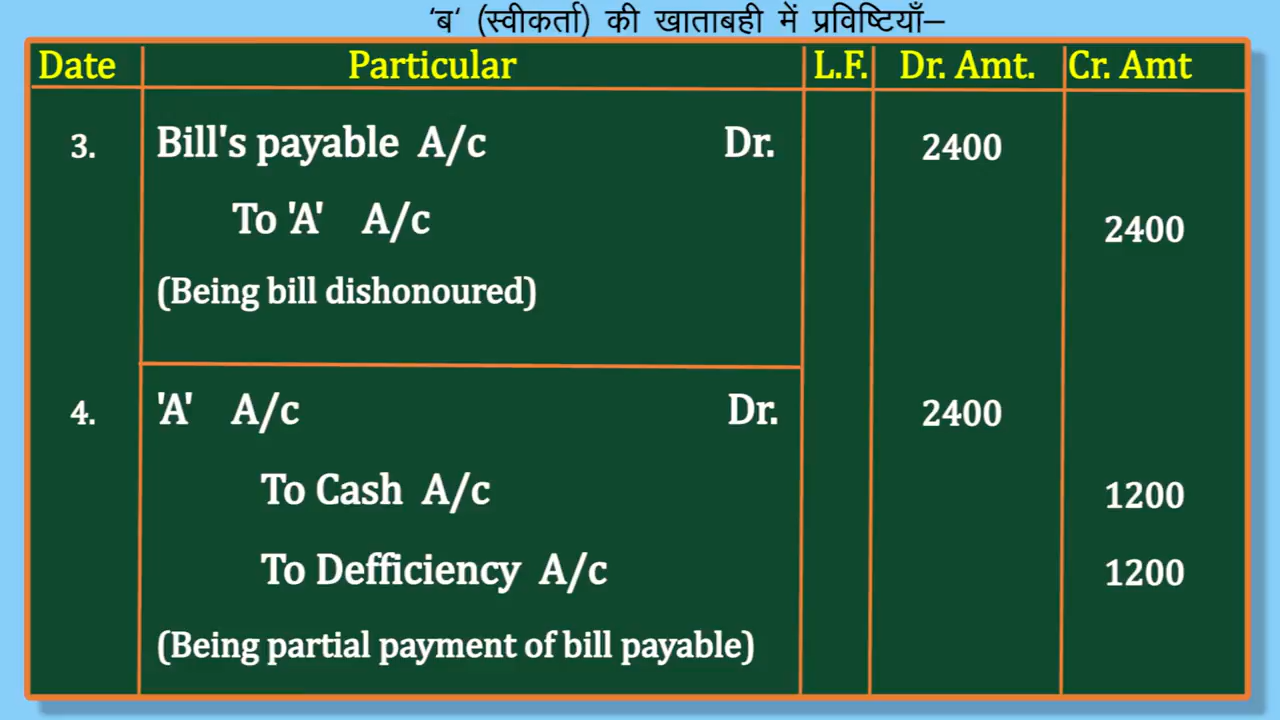 ‘ब‘ (स्वीकर्ता) की खाताबही में प्रविष्टियाँ–
Date Particular L.F. Dr. Amt. Cr. Amt
3. Bill's payable A/c Dr. 2400
To 'A' A/c 2400
(Being bill dishonoured)
4. 'A' A/c Dr. 2400
To Cash A/c 1200
To Defficiency A/c 1200
(Being partial payment of bill payable)